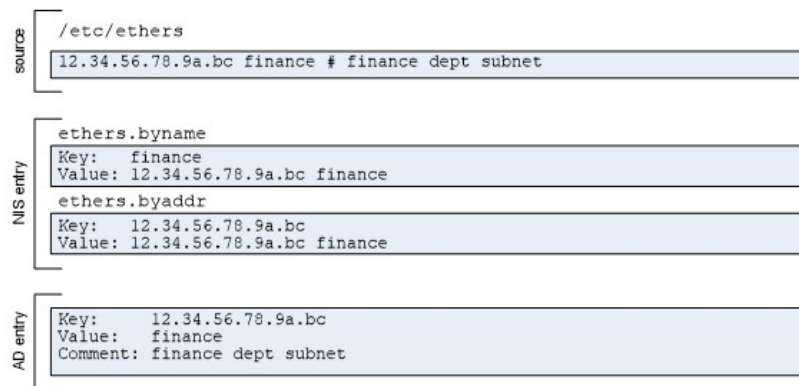 source
/etc/ethers
12.34.56.78.9a.bc finance # finance dept subnet
NIS entry
ethers.byname
Key: finance
Value: 12.34.56.78.9a.bc finance
ethers.byaddr
Key: 12.34.56.78.9a.bc
Value: 12.34.56.78.9a.bc finance
AD entry
Key: 12.34.56.78.9a.bc
Value: finance
Comment: finance dept subnet